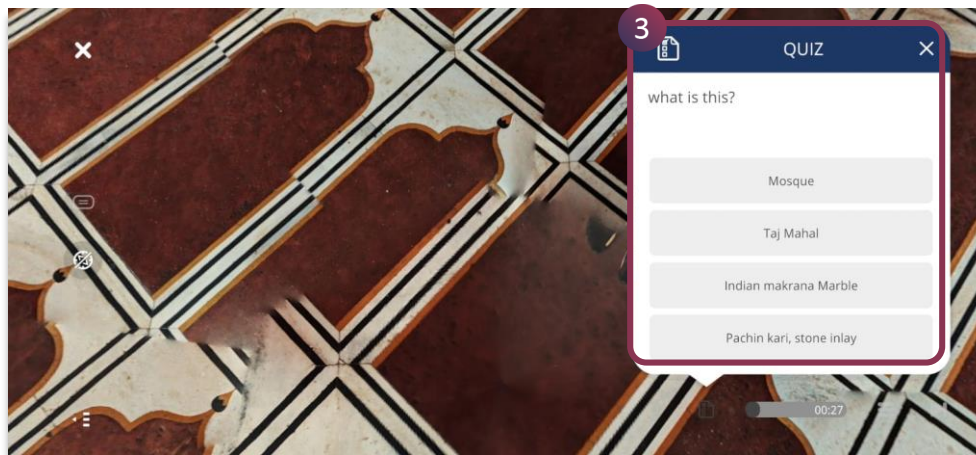 3
QUIZ
what is this?
Mosque
Taj Mahal
Indian makrana Marble
Pachin kari, stone inlay
00:27